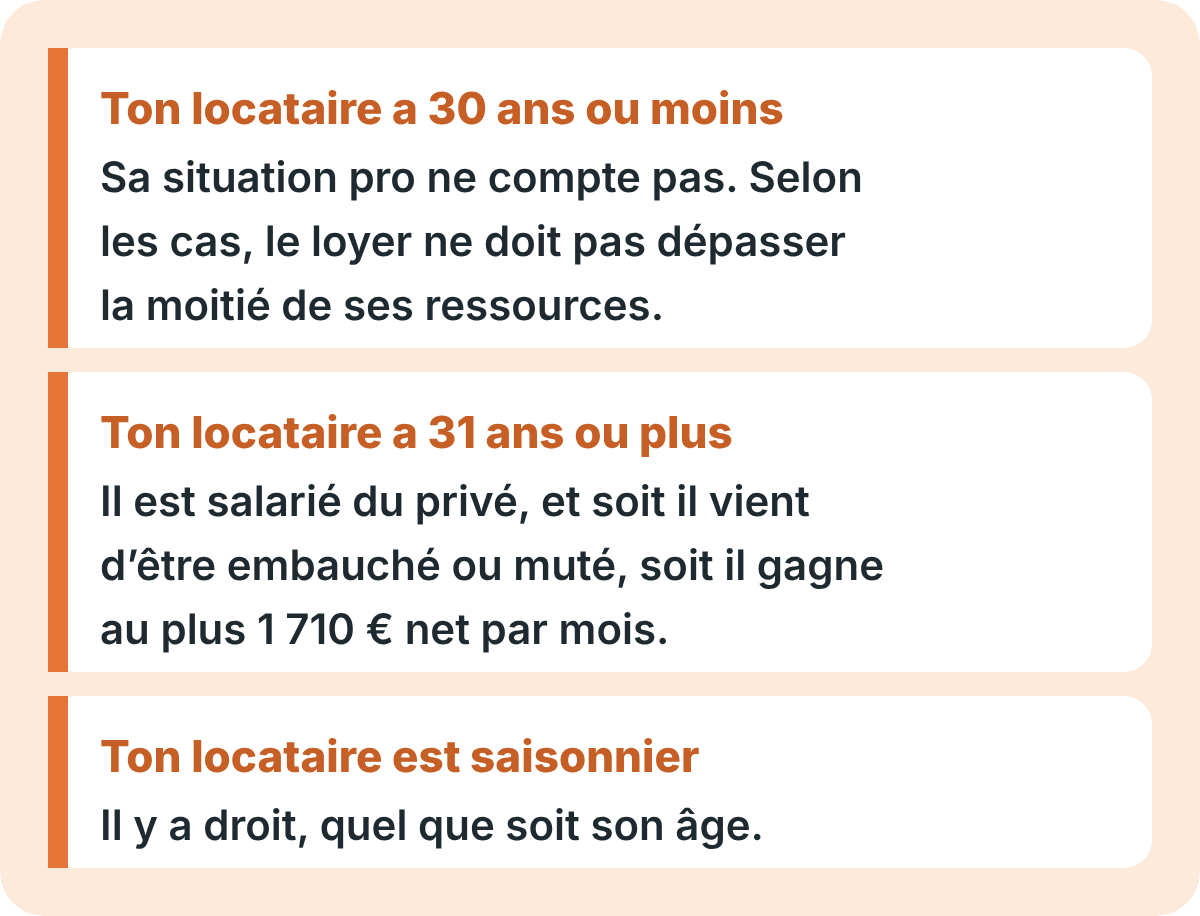 Ton locataire a 30 ans ou moins
Sa situation pro ne compte pas. Selon
les cas, le loyer ne doit pas dépasser
la moitié de ses ressources.
Ton locataire a 31 ans ou plus
Il est salarié du privé, et soit il vient
d’être embauché ou muté, soit il gagne
au plus 1 710 € net par mois.
Ton locataire est saisonnier
Il y a droit, quel que soit son âge.